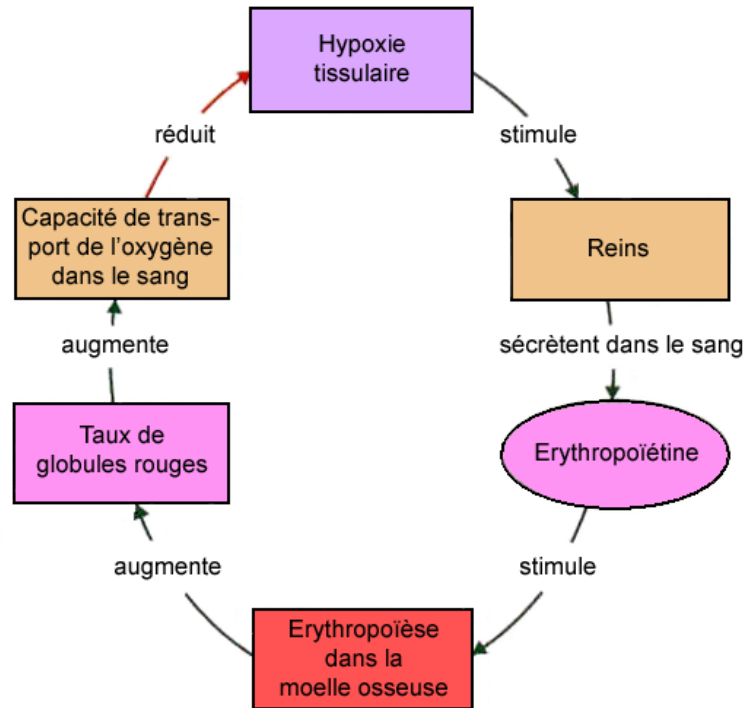 Hypoxie
tissulaire
stimule
Reins
sécrètent dans le sang
Erythropoïétine
stimule
Erythropoïèse
dans la
moelle osseuse
augmente
Taux de
globules rouges
augmente
Capacité de trans-
port de l'oxygène
dans le sang
réduit